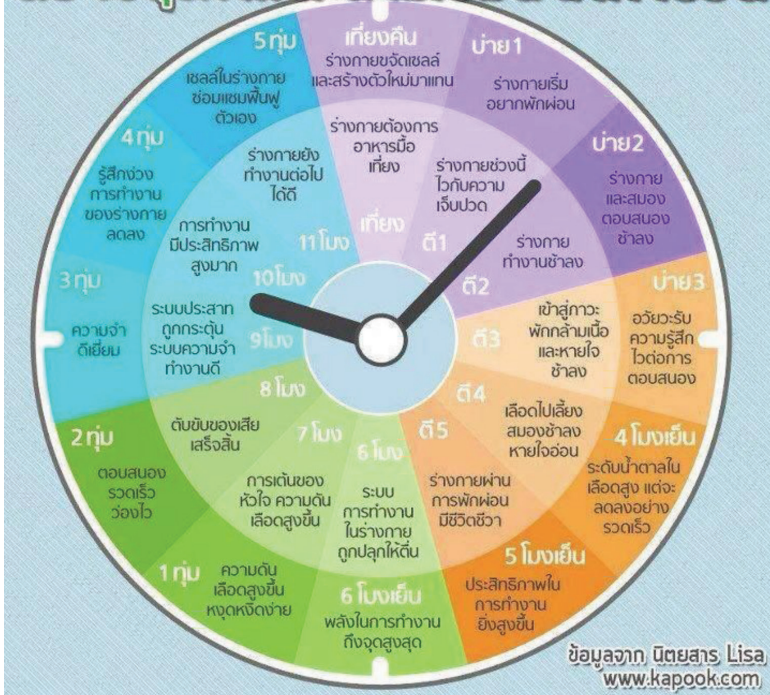 5 ทุ่ม
เซลล์ในร่างกาย
ซ่อมแซมฟื้นฟู
ตัวเอง
เที่ยงคืน
ร่างกายขจัดเซลล์
และสร้างตัวใหม่มาแทน
บ่าย 1
ร่างกายเริ่ม
อยากพักผ่อน
บ่าย2
ร่างกาย
และสมอง
ตอบสนอง
ช้าลง
บ่าย3
อวัยวะรับ
ความรู้สึก
ไวต่อการ
ตอบสนอง
4 โมงเย็น
ระดับน้ำตาลใน
เลือดสูง แต่จะ
ลดลงอย่าง
รวดเร็ว
5 โมงเย็น
ประสิทธิภาพใน
การทำงาน
ยิ่งสูงขึ้น
6 โมงเย็น
พลังในการทำงาน
ถึงจุดสูงสุด
1 ทุ่ม
ความดัน
เลือดสูงขึ้น
หงุดหงิดง่าย
2 ทุ่ม
ตอบสนอง
รวดเร็ว
ว่องไว
3 ทุ่ม
ความจำ
ดีเยี่ยม
4 ทุ่ม
รู้สึกง่วง
การทำงาน
ของร่างกาย
ลดลง
ร่างกายต้องการ
อาหารมื้อ
เที่ยง
เที่ยง
ร่างกายช่วงนี้
ไวกับความ
เจ็บปวด
ตี1
ร่างกาย
ทำงานช้าลง
ตี2
เข้าสู่ภาวะ
พักกล้ามเนื้อ
และหายใจ
ช้าลง
ตี3
ตี4
เลือดไปเลี้ยง
สมองช้าลง
หายใจอ่อน
ตี5
ร่างกายผ่าน
การพักผ่อน
มีชีวิตชีวา
6 โมง
ระบบ
การทำงาน
ในร่างกาย
ถูกปลุกให้ตื่น
7 โมง
การเต้นของ
หัวใจ ความดัน
เลือดสูงขึ้น
8 โมง
ตับขับของเสีย
เสร็จสิ้น
ระบบประสาท
ถูกกระตุ้น
ระบบความจำ
ทำงานดี
9โมง
การทำงาน
มีประสิทธิภาพ
สูงมาก
10 โมง
ร่างกายยัง
ทำงานต่อไป
ได้ดี
11 โมง
ข้อมูลจาก นิตยสาร Lisa
www.kapook.com